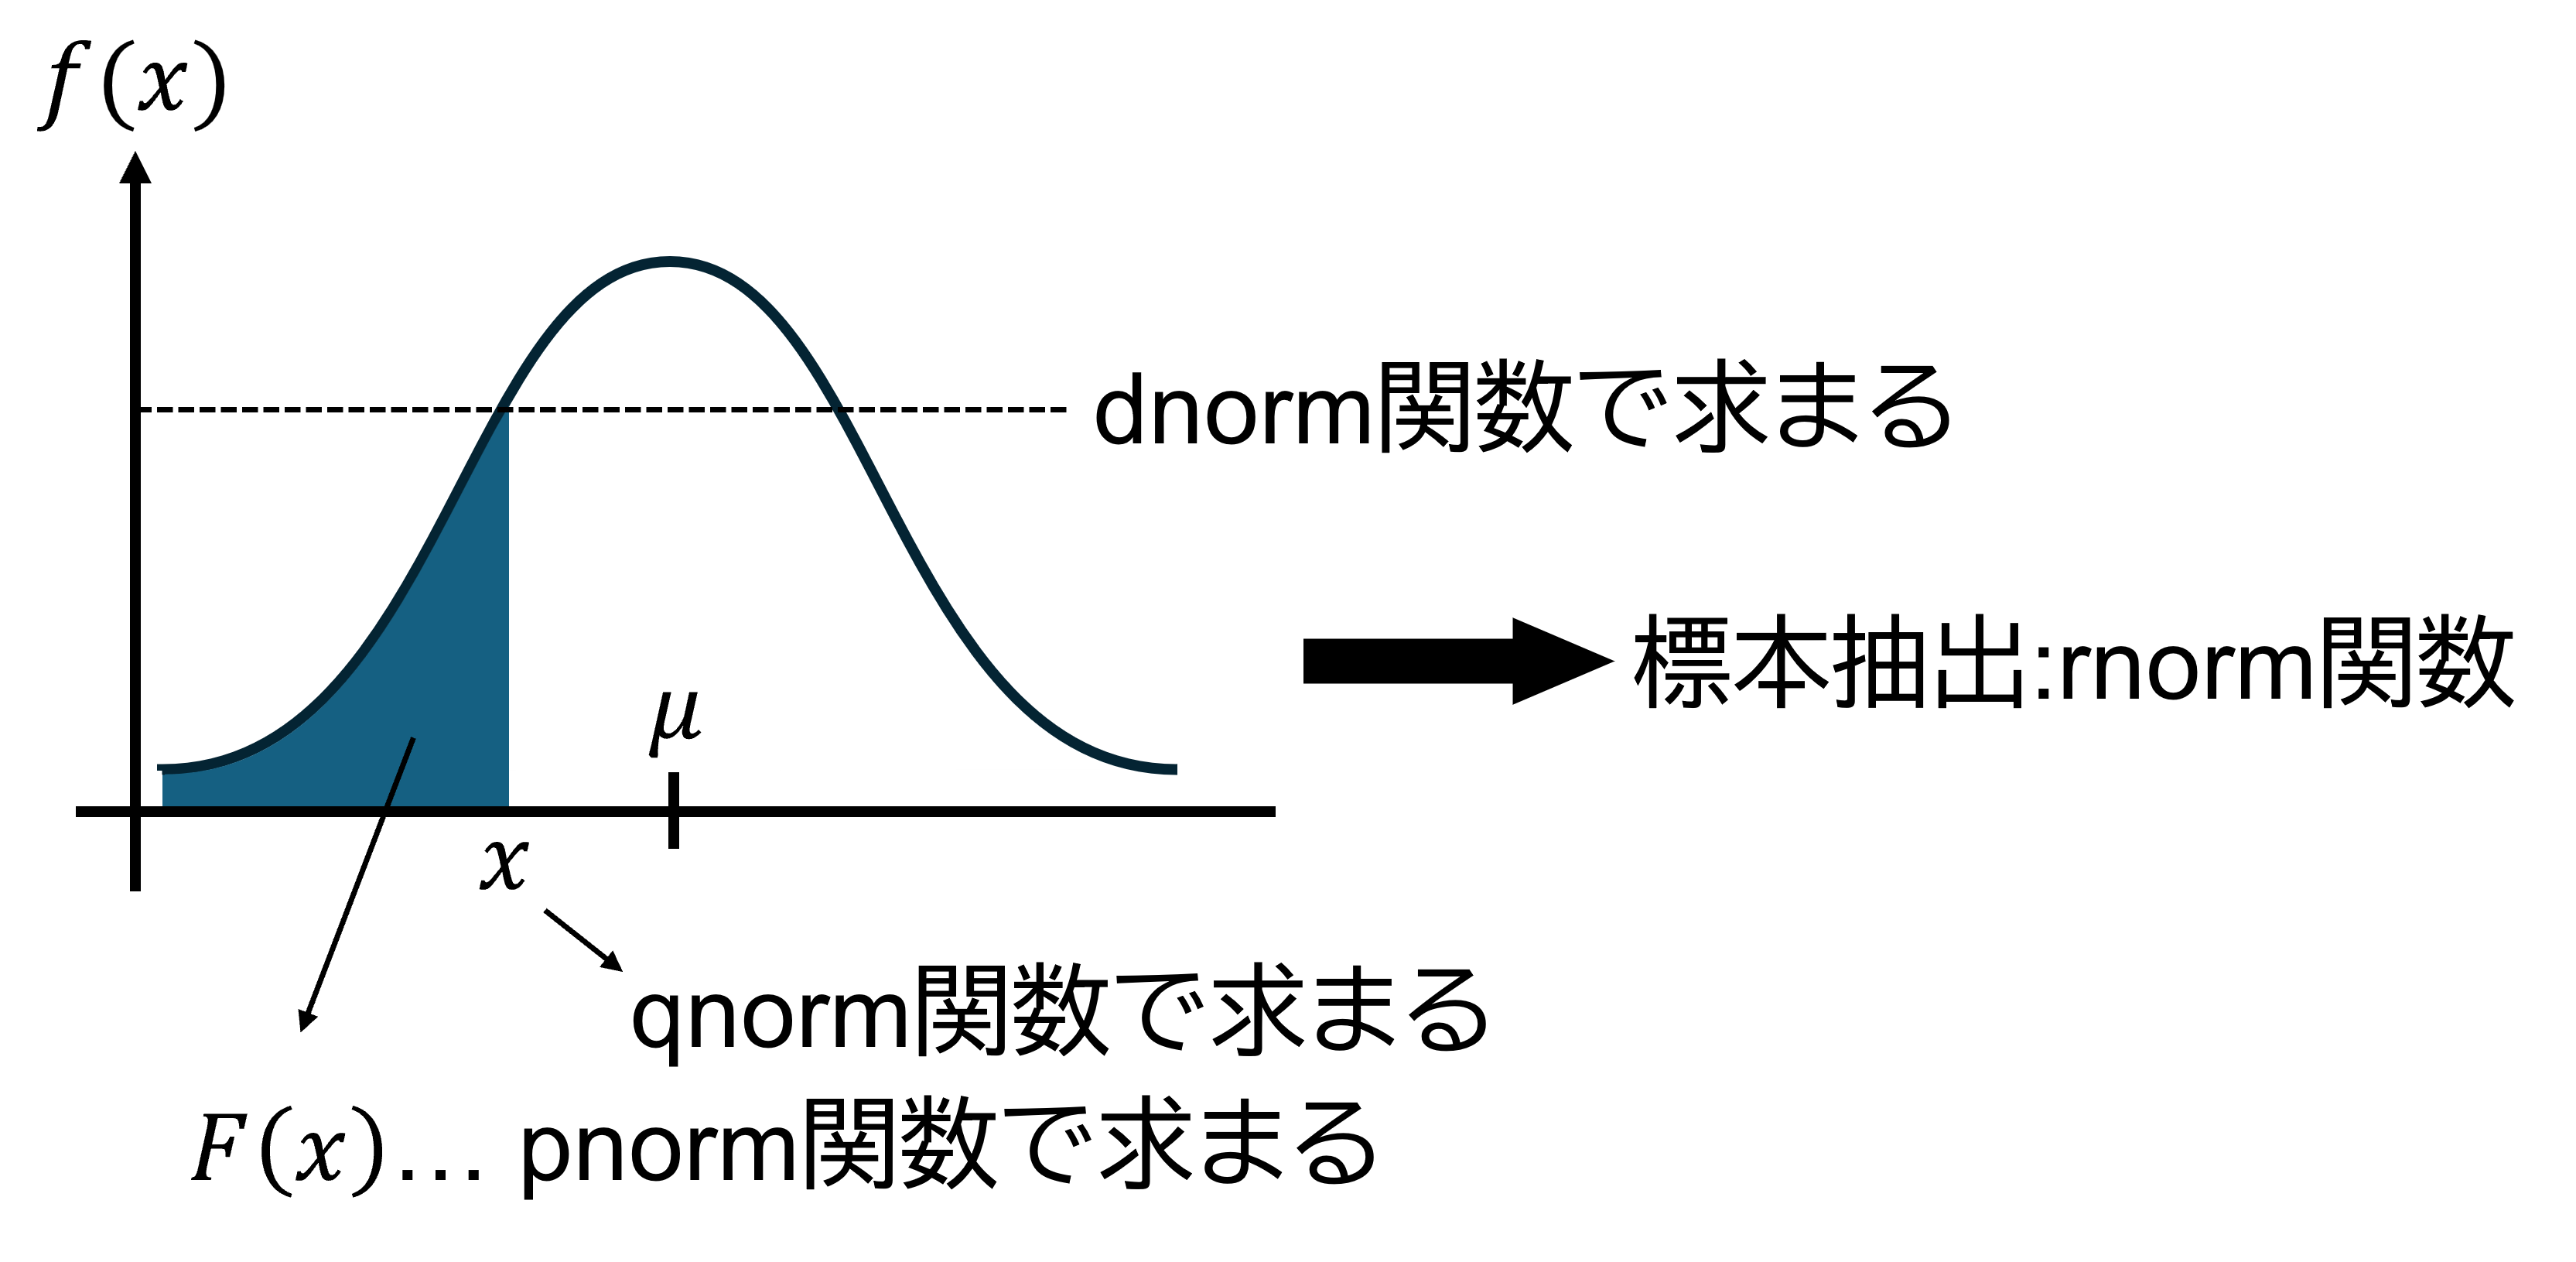 f(x)
dnorm関数で求まる
標本抽出:rnorm関数
μ
x
qnorm関数で求まる
F(x)… pnorm関数で求まる